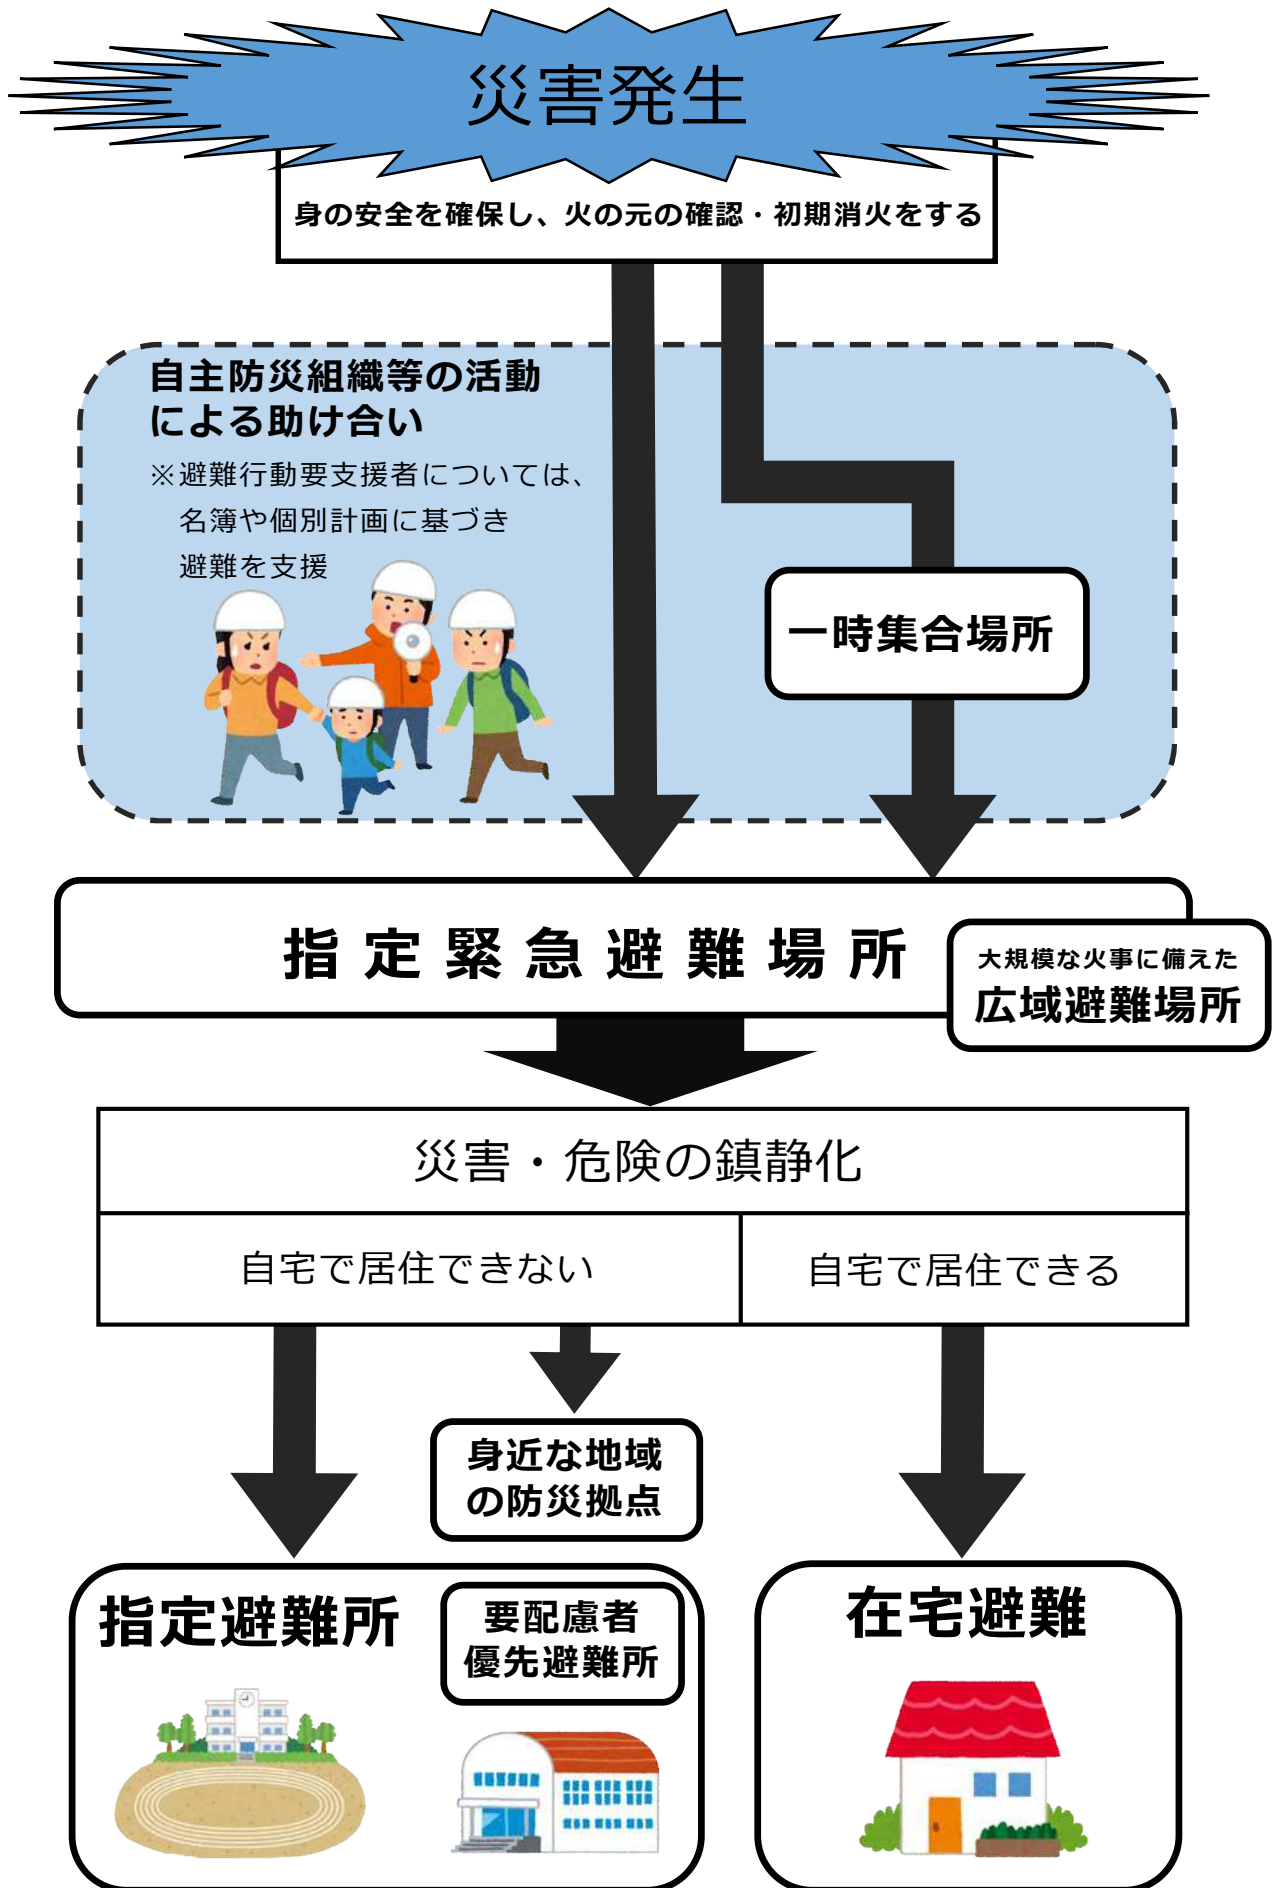 災害発生
身の安全を確保し、火の元の確認・初期消火をする
自主防災組織等の活動
による助け合い
※避難行動要支援者については、
名簿や個別計画に基づき
避難を支援
一時集合場所
指定緊急避難場所
大規模な火事に備えた
広域避難場所
災害・危険の鎮静化
自宅で居住できない
自宅で居住できる
身近な地域
の防災拠点
指定避難所
要配慮者
優先避難所
在宅避難